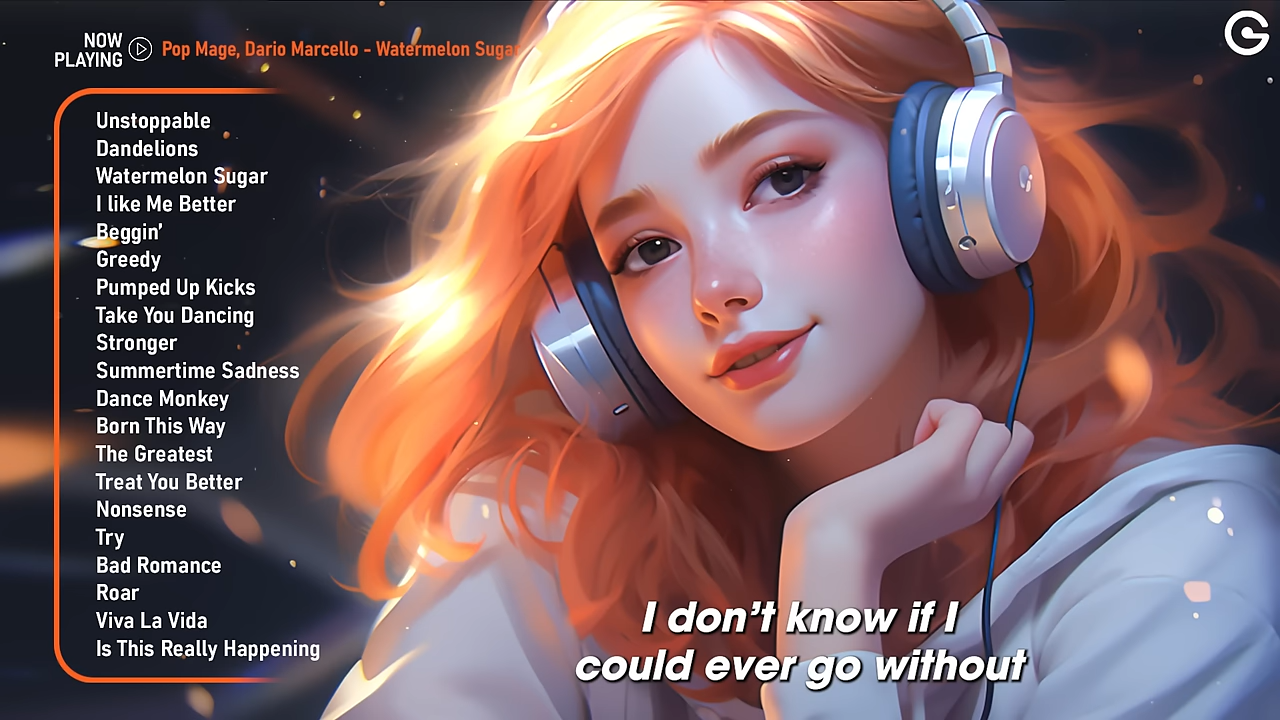 NOW
PLAYING
Pop Mage, Dario Marcello - Watermelon Sugar
Unstoppable
Dandelions
Watermelon Sugar
I like Me Better
Beggin'
Greedy
Pumped Up Kicks
Take You Dancing
Stronger
Summertime Sadness
Dance Monkey
Born This Way
The Greatest
Treat You Better
Nonsense
Try
Bad Romance
Roar
Viva La Vida
Is This Really Happening
I don't know if I
could ever go without
G